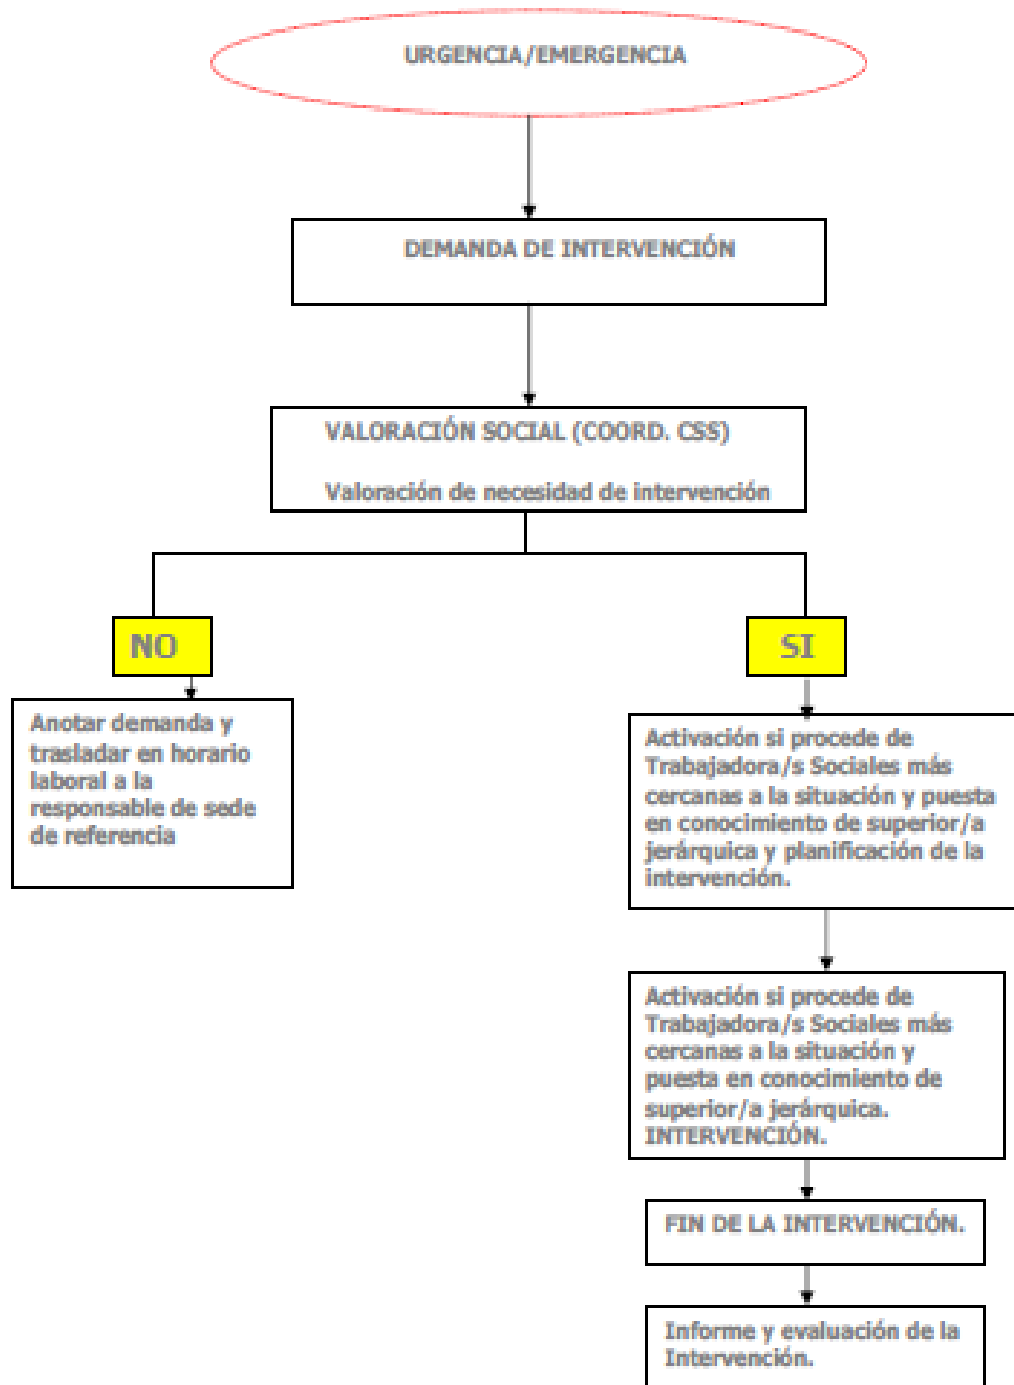 URGENCIA/EMERGENCIA
DEMANDA DE INTERVENCIÓN
VALORACIÓN SOCIAL (COORD. CSS)
Valoración de necesidad de intervención
NO
SI
Anotar demanda y
trasladar en horario
laboral a la
responsable de sede
de referencia
Activación si procede de
Trabajadora/s Sociales más
cercanas a la situación y puesta
en conocimiento de superior/a
jerárquica y planificación de la
intervención.
Activación si procede de
Trabajadora/s Sociales más
cercanas a la situación y
puesta en conocimiento de
superior/a jerárquica.
INTERVENCIÓN.
FIN DE LA INTERVENCIÓN.
Informe y evaluación de la
Intervención.